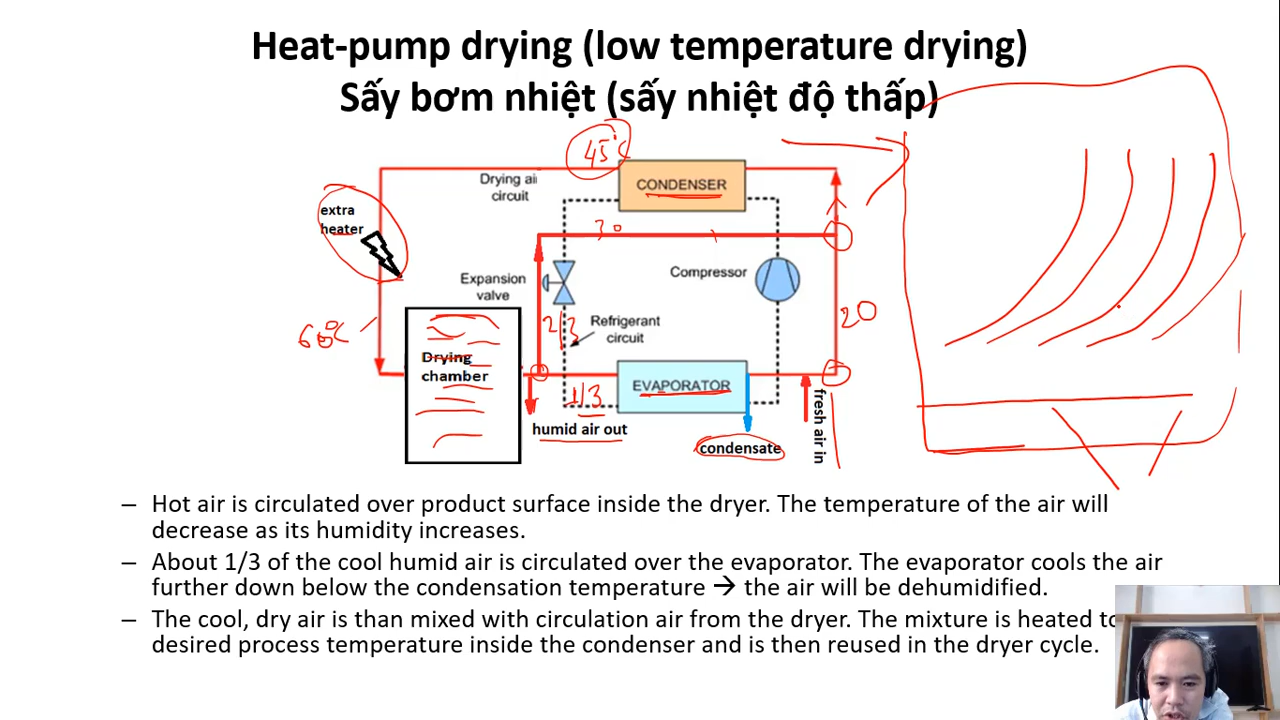 Heat-pump drying (low temperature drying)
Sấy bơm nhiệt (sấy nhiệt độ thấp)
45°C
CONDENSER
Drying ai
circuit
extra
heater
30
Compressor
Expansion
valve
60°C
2/3
Refrigerant
circuit
20
Drying
chamber
EVAPORATOR
1/3
humid air out
condensate
fresh air in
– Hot air is circulated over product surface inside the dryer. The temperature of the air will
decrease as its humidity increases.
– About 1/3 of the cool humid air is circulated over the evaporator. The evaporator cools the air
further down below the condensation temperature → the air will be dehumidified.
– The cool, dry air is than mixed with circulation air from the dryer. The mixture is heated to
desired process temperature inside the condenser and is then reused in the dryer cycle.